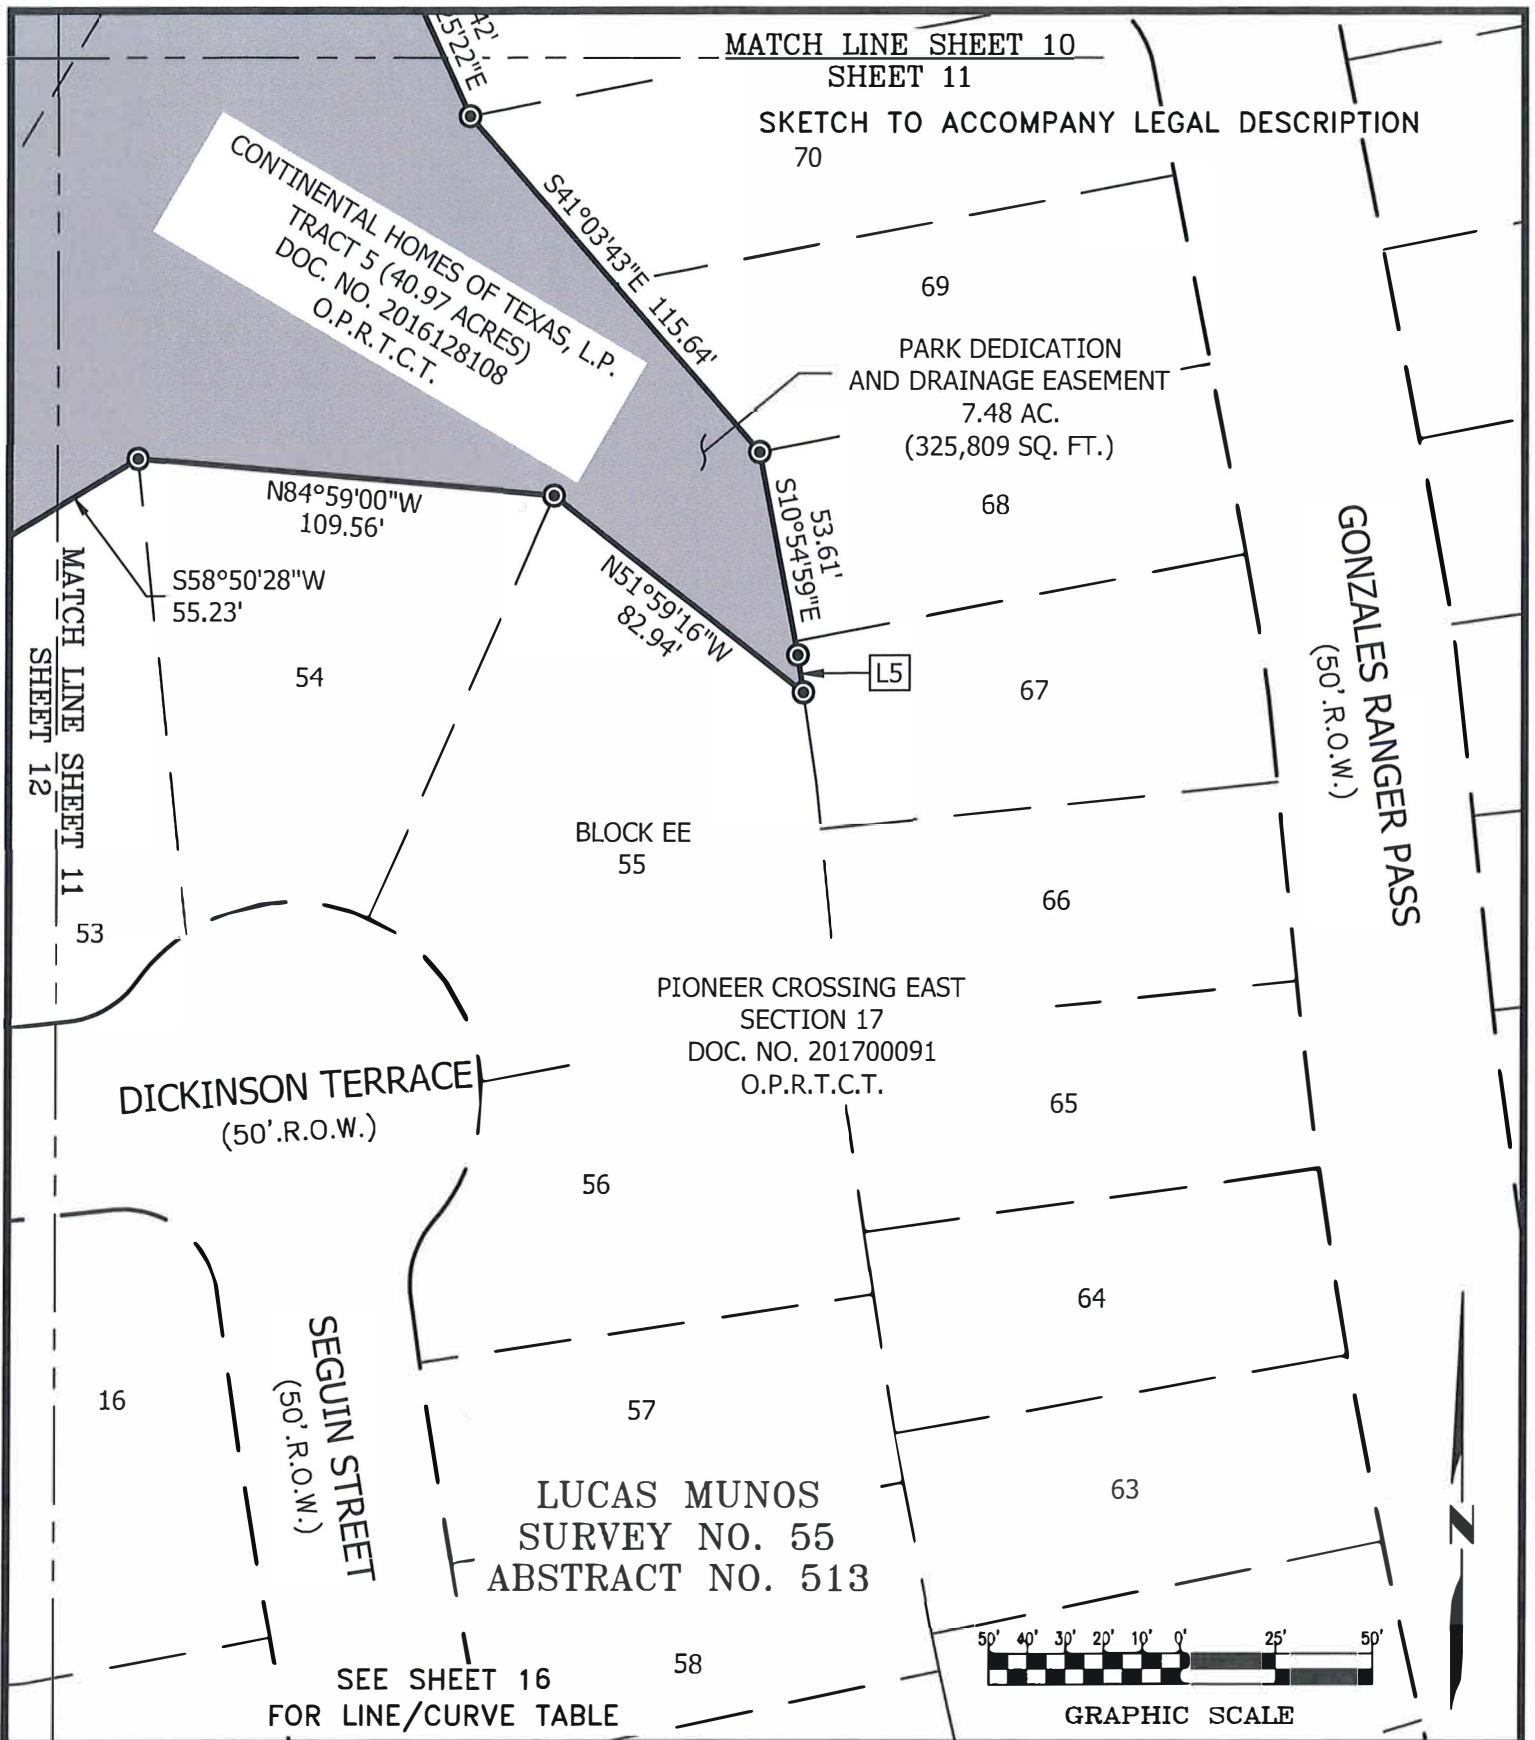 42'
25'22"E
MATCH LINE SHEET 10
SHEET 11
SKETCH TO ACCOMPANY LEGAL DESCRIPTION
70
CONTINENTAL HOMES OF TEXAS, L.P.
TRACT 5 (40.97 ACRES)
DOC. NO. 2016128108
O.P.R.T.C.T.
S41°03'43"E 115.64'
69
PARK DEDICATION
AND DRAINAGE EASEMENT
7.48 AC.
(325,809 SQ. FT.)
68
N84°59'00"W
109.56'
53.61'
S10°54'59"E
S58°50'28"W
55.23'
N51°59'16"W
82.94'
L5
GONZALES RANGER PASS
(50'.R.O.W.)
MATCH LINE SHEET 11
SHEET 12
54
67
BLOCK EE
55
66
53
PIONEER CROSSING EAST
SECTION 17
DOC. NO. 201700091
O.P.R.T.C.T.
DICKINSON TERRACE
(50'.R.O.W.)
65
56
64
SEGUIN STREET
(50'.R.O.W.)
16
57
63
LUCAS MUNOS
SURVEY NO. 55
ABSTRACT NO. 513
N
58
SEE SHEET 16
FOR LINE/CURVE TABLE
50' 40' 30' 20' 10' 0' 25' 50'
GRAPHIC SCALE